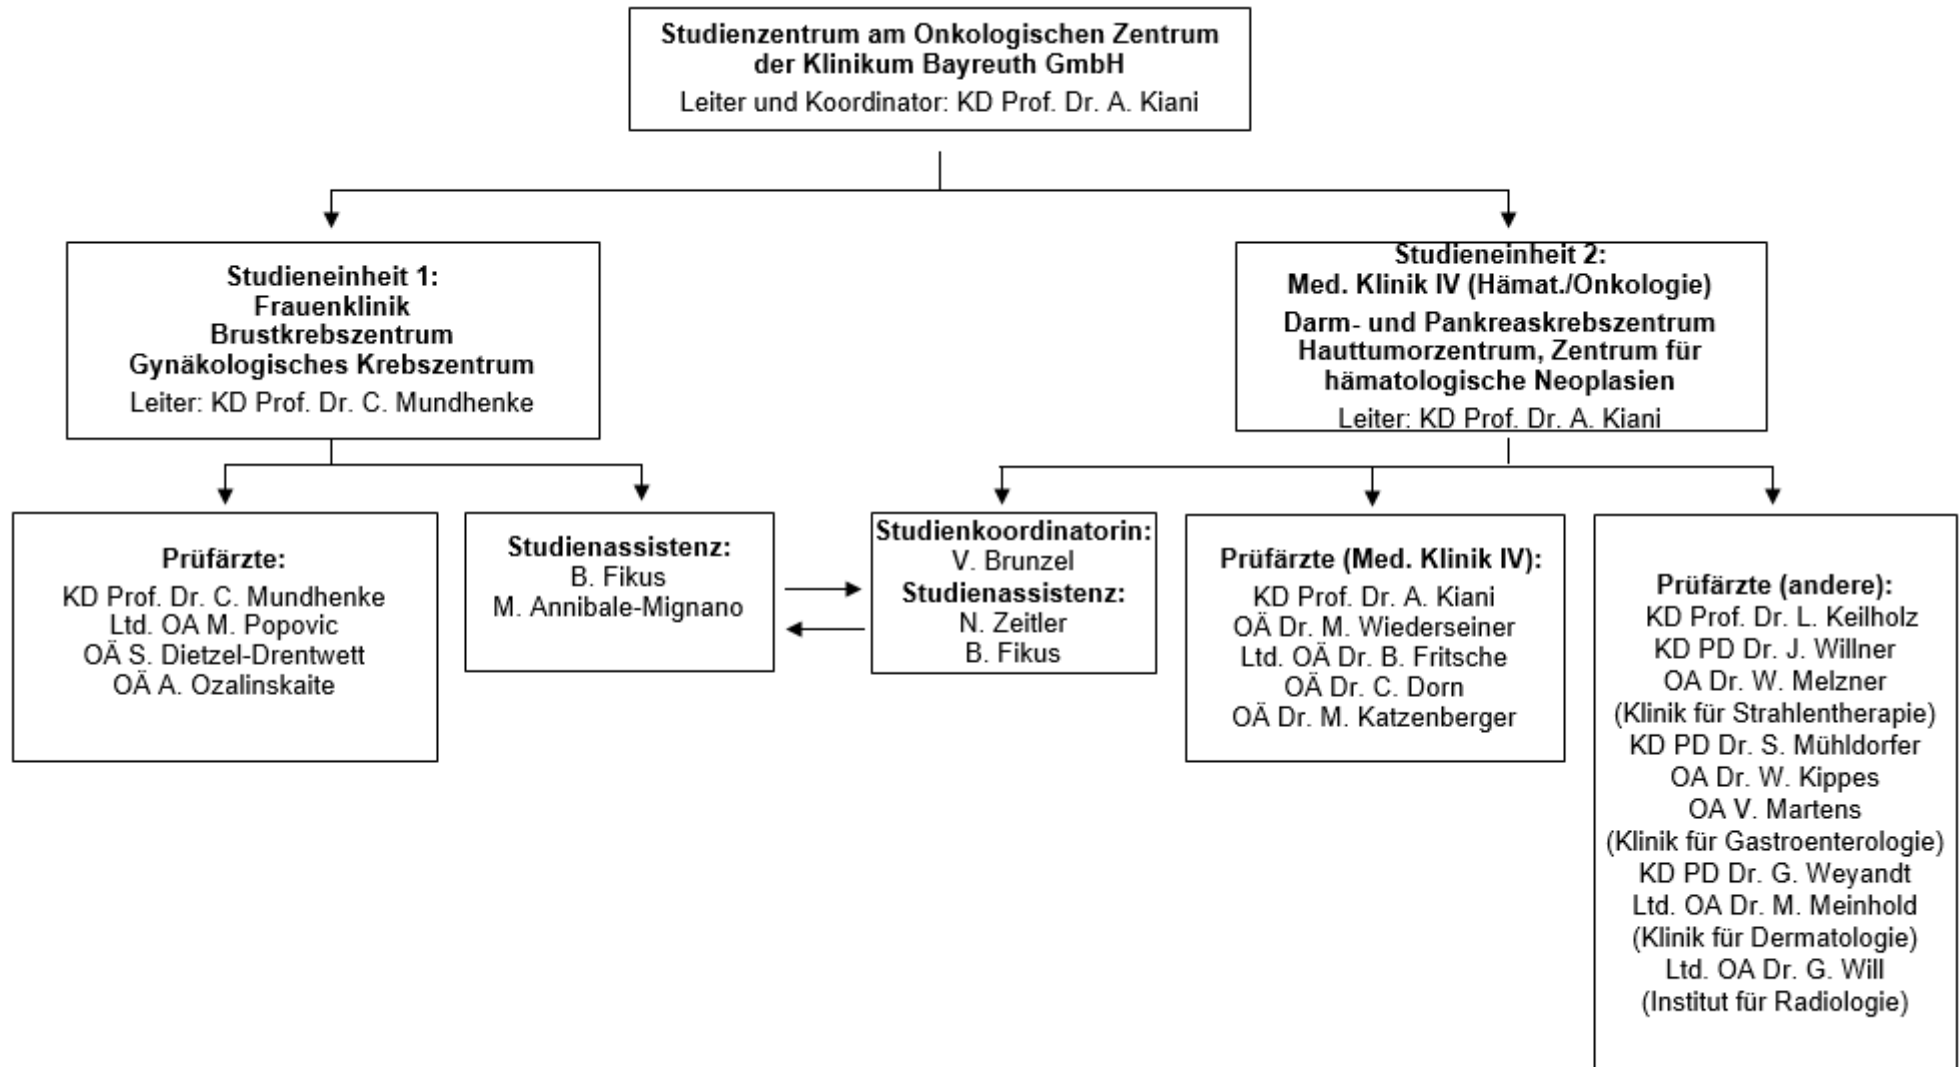 Studienzentrum am Onkologischen Zentrum
der Klinikum Bayreuth GmbH
Leiter und Koordinator: KD Prof. Dr. A. Kiani
Studieneinheit 1:
Frauenklinik
Brustkrebszentrum
Gynäkologisches Krebszentrum
Leiter: KD Prof. Dr. C. Mundhenke
Studieneinheit 2:
Med. Klinik IV (Hämat./Onkologie)
Darm- und Pankreaskrebszentrum
Hauttumorzentrum, Zentrum für
hämatologische Neoplasien
Leiter: KD Prof. Dr. A. Kiani
Prüfärzte:
KD Prof. Dr. C. Mundhenke
Ltd. OA M. Popovic
OÄ S. Dietzel-Drentwett
OÄ A. Ozalinskaite
Studienassistenz:
B. Fikus
M. Annibale-Mignano
Studienkoordinatorin:
V. Brunzel
Studienassistenz:
N. Zeitler
B. Fikus
Prüfärzte (Med. Klinik IV):
KD Prof. Dr. A. Kiani
OÄ Dr. M. Wiederseiner
Ltd. OÄ Dr. B. Fritsche
OÄ Dr. C. Dorn
OÄ Dr. M. Katzenberger
Prüfärzte (andere):
KD Prof. Dr. L. Keilholz
KD PD Dr. J. Willner
OA Dr. W. Melzner
(Klinik für Strahlentherapie)
KD PD Dr. S. Mühldorfer
OA Dr. W. Kippes
OA V. Martens
(Klinik für Gastroenterologie)
KD PD Dr. G. Weyandt
Ltd. OA Dr. M. Meinhold
(Klinik für Dermatologie)
Ltd. OA Dr. G. Will
(Institut für Radiologie)